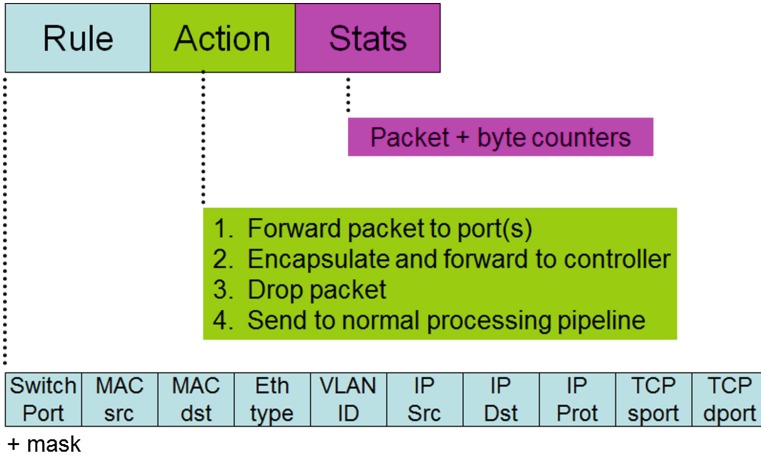 Rule Action Stats
Packet + byte counters
1. Forward packet to port(s)
2. Encapsulate and forward to controller
3. Drop packet
4. Send to normal processing pipeline
Switch MAC MAC Eth VLAN IP IP IP TCP TCP
Port src dst type ID Src Dst Prot sport dport
+ mask